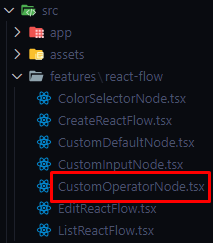 src
app
assets
features\react-flow
ColorSelectorNode.tsx
CreateReactFlow.tsx
CustomDefaultNode.tsx
CustomInputNode.tsx
CustomOperatorNode.tsx
EditReactFlow.tsx
ListReactFlow.tsx